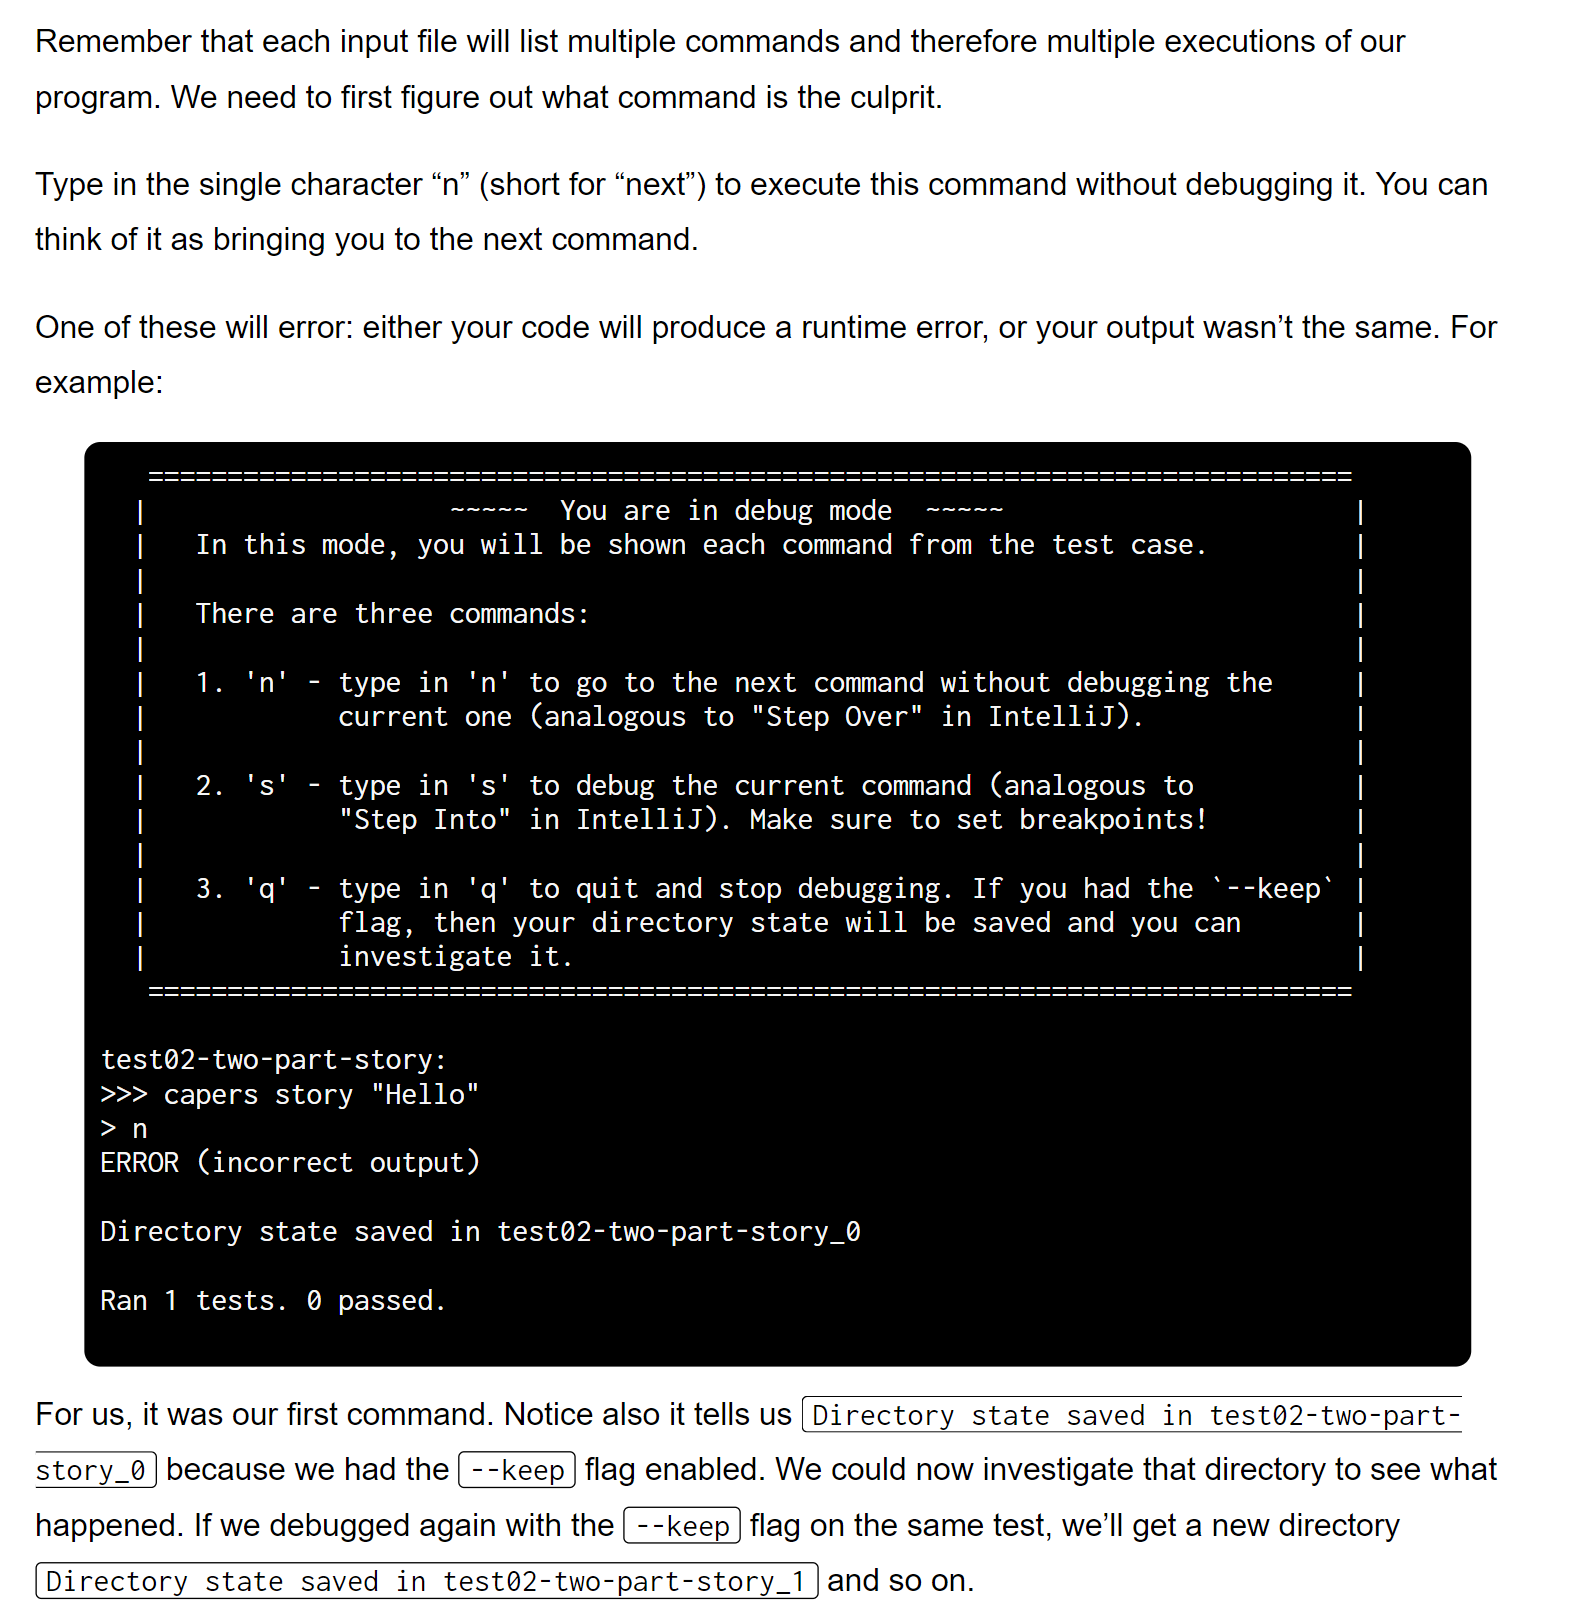 Remember that each input file will list multiple commands and therefore multiple executions of our
program. We need to first figure out what command is the culprit.
Type in the single character “n” (short for “next”) to execute this command without debugging it. You can
think of it as bringing you to the next command.
One of these will error: either your code will produce a runtime error, or your output wasn’t the same. For
example:
============================================================================
| ~~~~~ You are in debug mode ~~~~~ |
| In this mode, you will be shown each command from the test case. |
| |
| There are three commands: |
| |
| 1. 'n' - type in 'n' to go to the next command without debugging the |
| current one (analogous to "Step Over" in IntelliJ). |
| |
| 2. 's' - type in 's' to debug the current command (analogous to |
| "Step Into" in IntelliJ). Make sure to set breakpoints! |
| |
| 3. 'q' - type in 'q' to quit and stop debugging. If you had the `--keep` |
| flag, then your directory state will be saved and you can |
| investigate it. |
============================================================================
test02-two-part-story:
>>> capers story "Hello"
> n
ERROR (incorrect output)
Directory state saved in test02-two-part-story_0
Ran 1 tests. 0 passed.
For us, it was our first command. Notice also it tells us Directory state saved in test02-two-part-
story_0 because we had the --keep flag enabled. We could now investigate that directory to see what
happened. If we debugged again with the --keep flag on the same test, we’ll get a new directory
Directory state saved in test02-two-part-story_1 and so on.